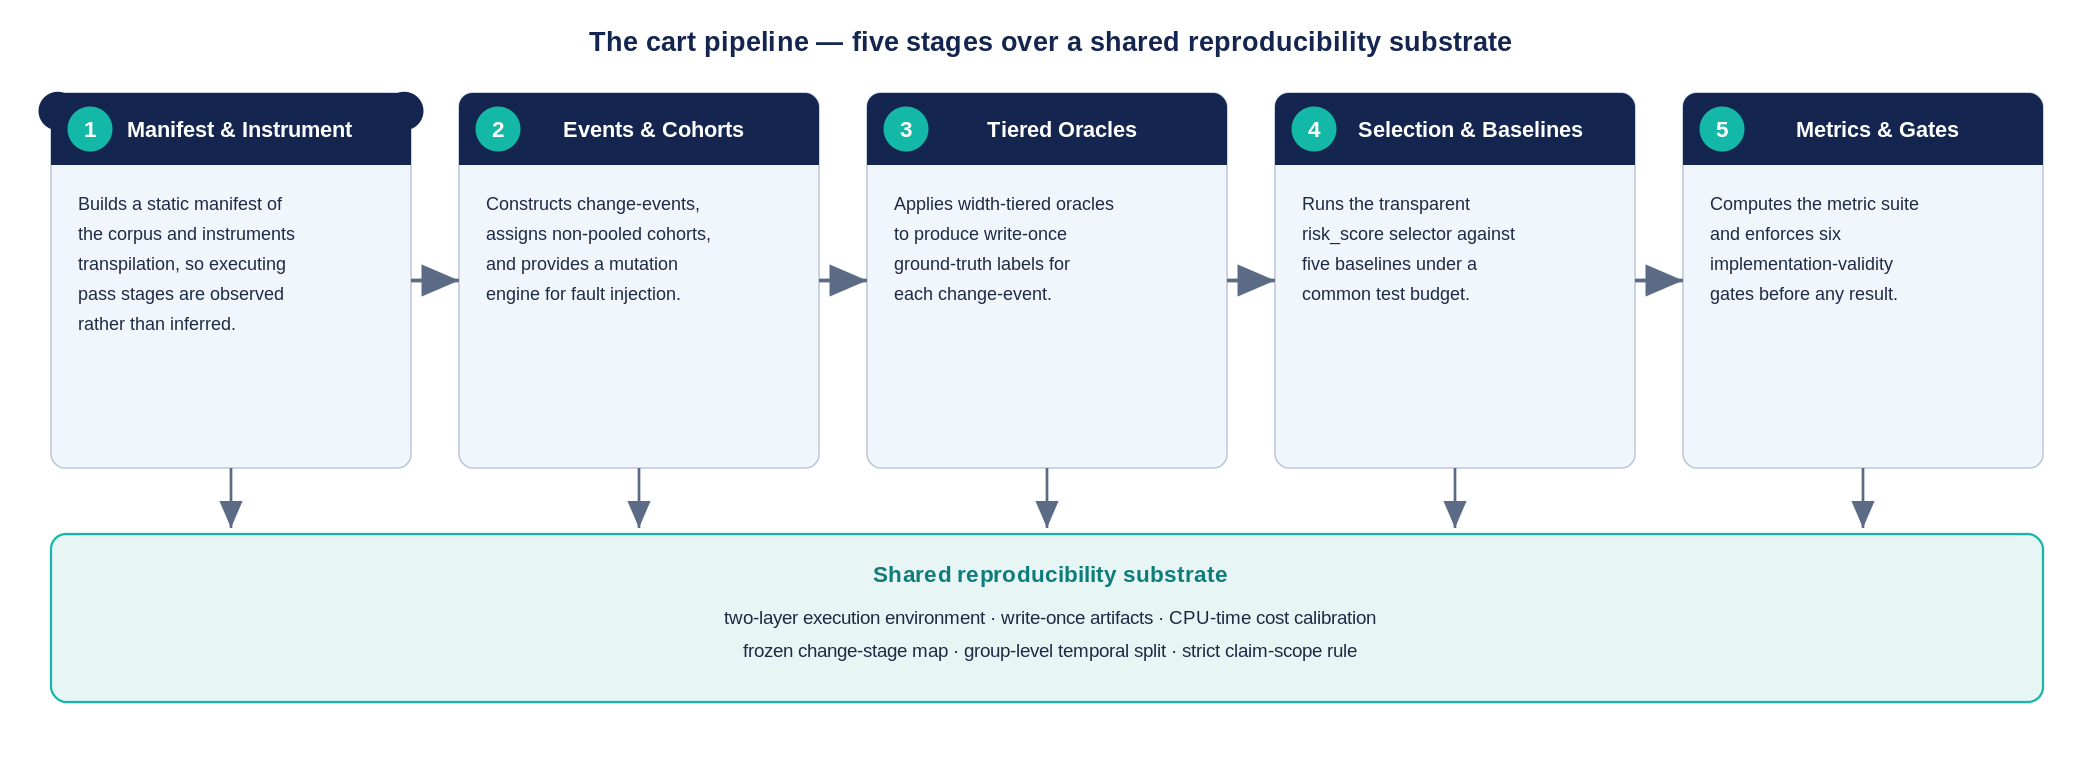 The cart pipeline — five stages over a shared reproducibility substrate
1 Manifest & Instrument
Builds a static manifest of
the corpus and instruments
transpilation, so executing
pass stages are observed
rather than inferred.
2 Events & Cohorts
Constructs change-events,
assigns non-pooled cohorts,
and provides a mutation
engine for fault injection.
3 Tiered Oracles
Applies width-tiered oracles
to produce write-once
ground-truth labels for
each change-event.
4 Selection & Baselines
Runs the transparent
risk_score selector against
five baselines under a
common test budget.
5 Metrics & Gates
Computes the metric suite
and enforces six
implementation-validity
gates before any result.
Shared reproducibility substrate
two-layer execution environment · write-once artifacts · CPU-time cost calibration
frozen change-stage map · group-level temporal split · strict claim-scope rule